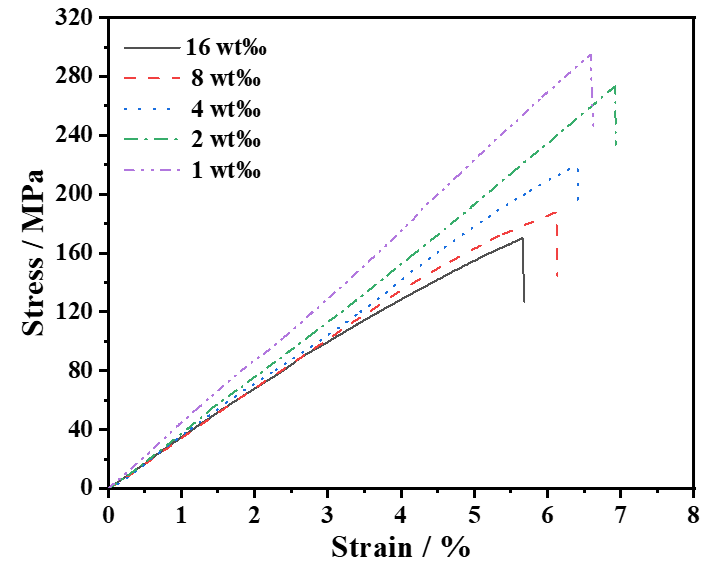 320
280
240
200
160
120
80
40
0
Stress / MPa
16 wt‰
8 wt‰
4 wt‰
2 wt‰
1 wt‰
0 1 2 3 4 5 6 7 8
Strain / %